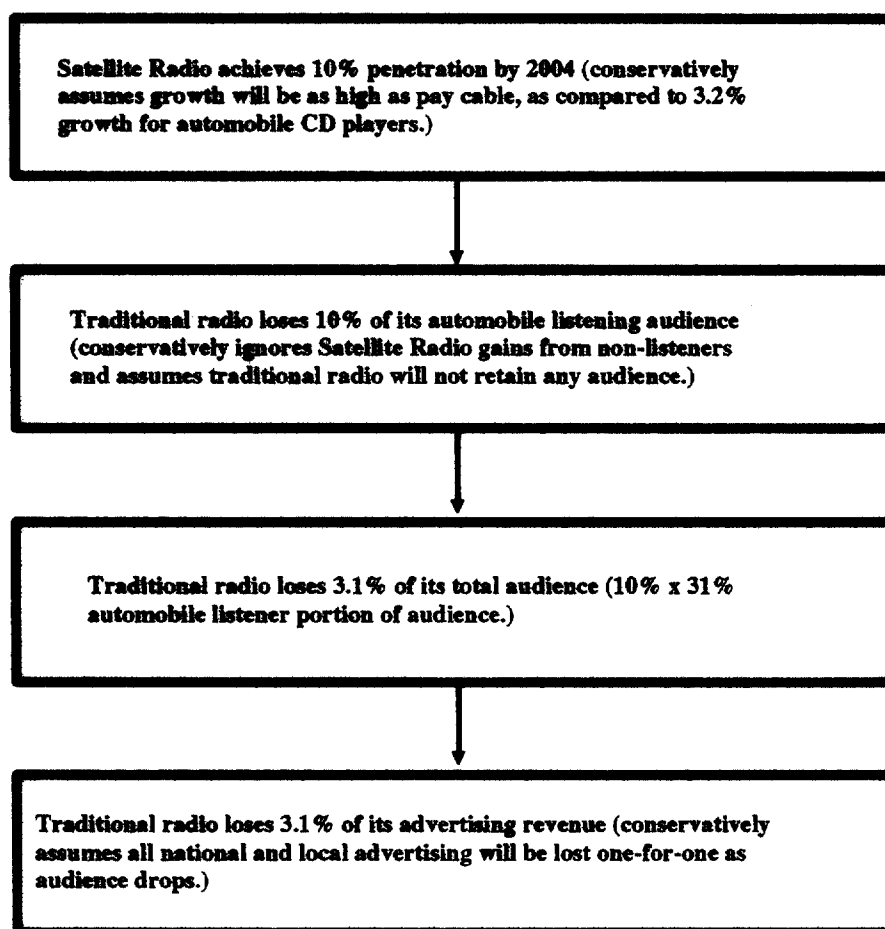 Satellite Radio achieves 10% penetration by 2004 (conservatively
assumes growth will be as high as pay cable, as compared to 3.2%
growth for automobile CD players.)
Traditional radio loses 10% of its automobile listening audience
(conservatively ignores Satellite Radio gains from non-listeners
and assumes traditional radio will not retain any audience.)
Traditional radio loses 3.1% of its total audience (10% x 31%
automobile listener portion of audience.)
Traditional radio loses 3.1% of its advertising revenue (conservatively
assumes all national and local advertising will be lost one-for-one as
audience drops.)